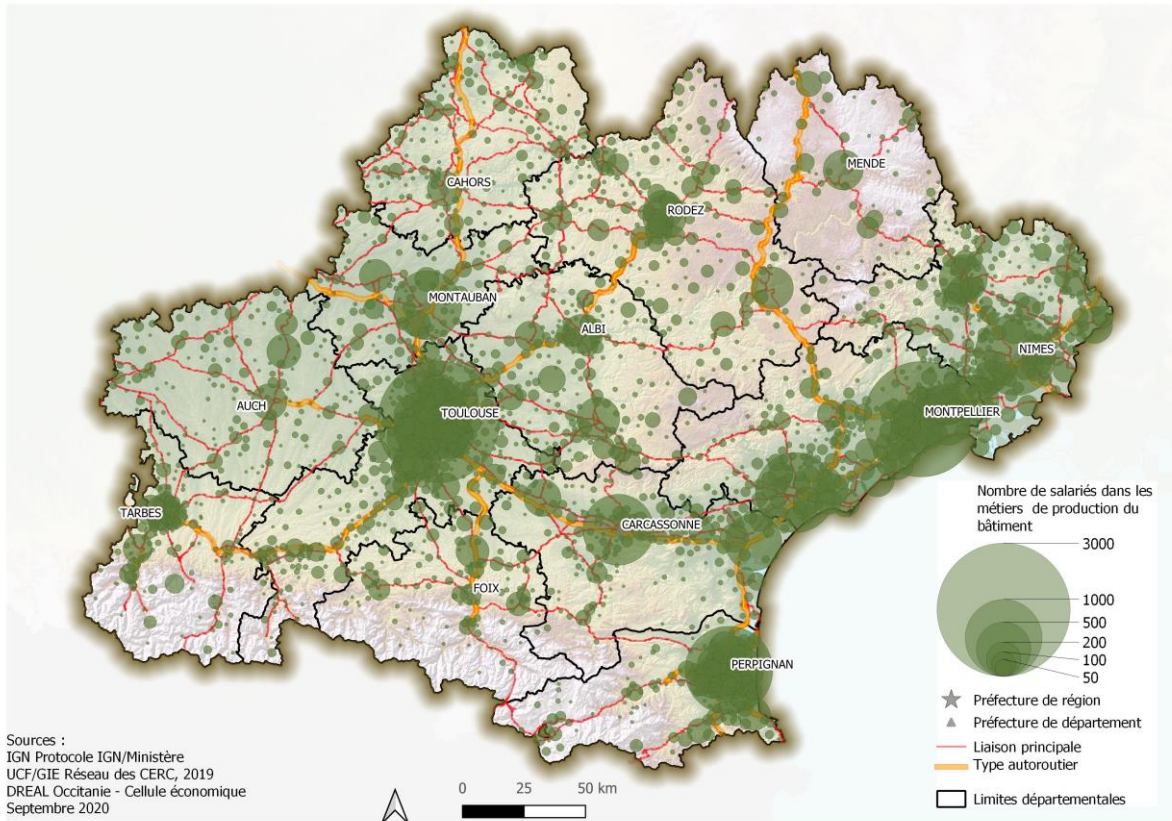 CAHORS
MENDE
RODEZ
MONTAUBAN
ALBI
NIMES
AUCH
TOULOUSE
MONTPELLIER
TARBES
CARCASSONNE
FOIX
PERPIGNAN
Nombre de salariés dans les
métiers de production du
bâtiment
3000
1000
500
200
100
50
Préfecture de région
Préfecture de département
Liaison principale
Type autoroutier
Limites départementales
Sources :
IGN Protocole IGN/Ministère
UCF/GIE Réseau des CERC, 2019
DREAL Occitanie - Cellule économique
Septembre 2020
0 25 50 km